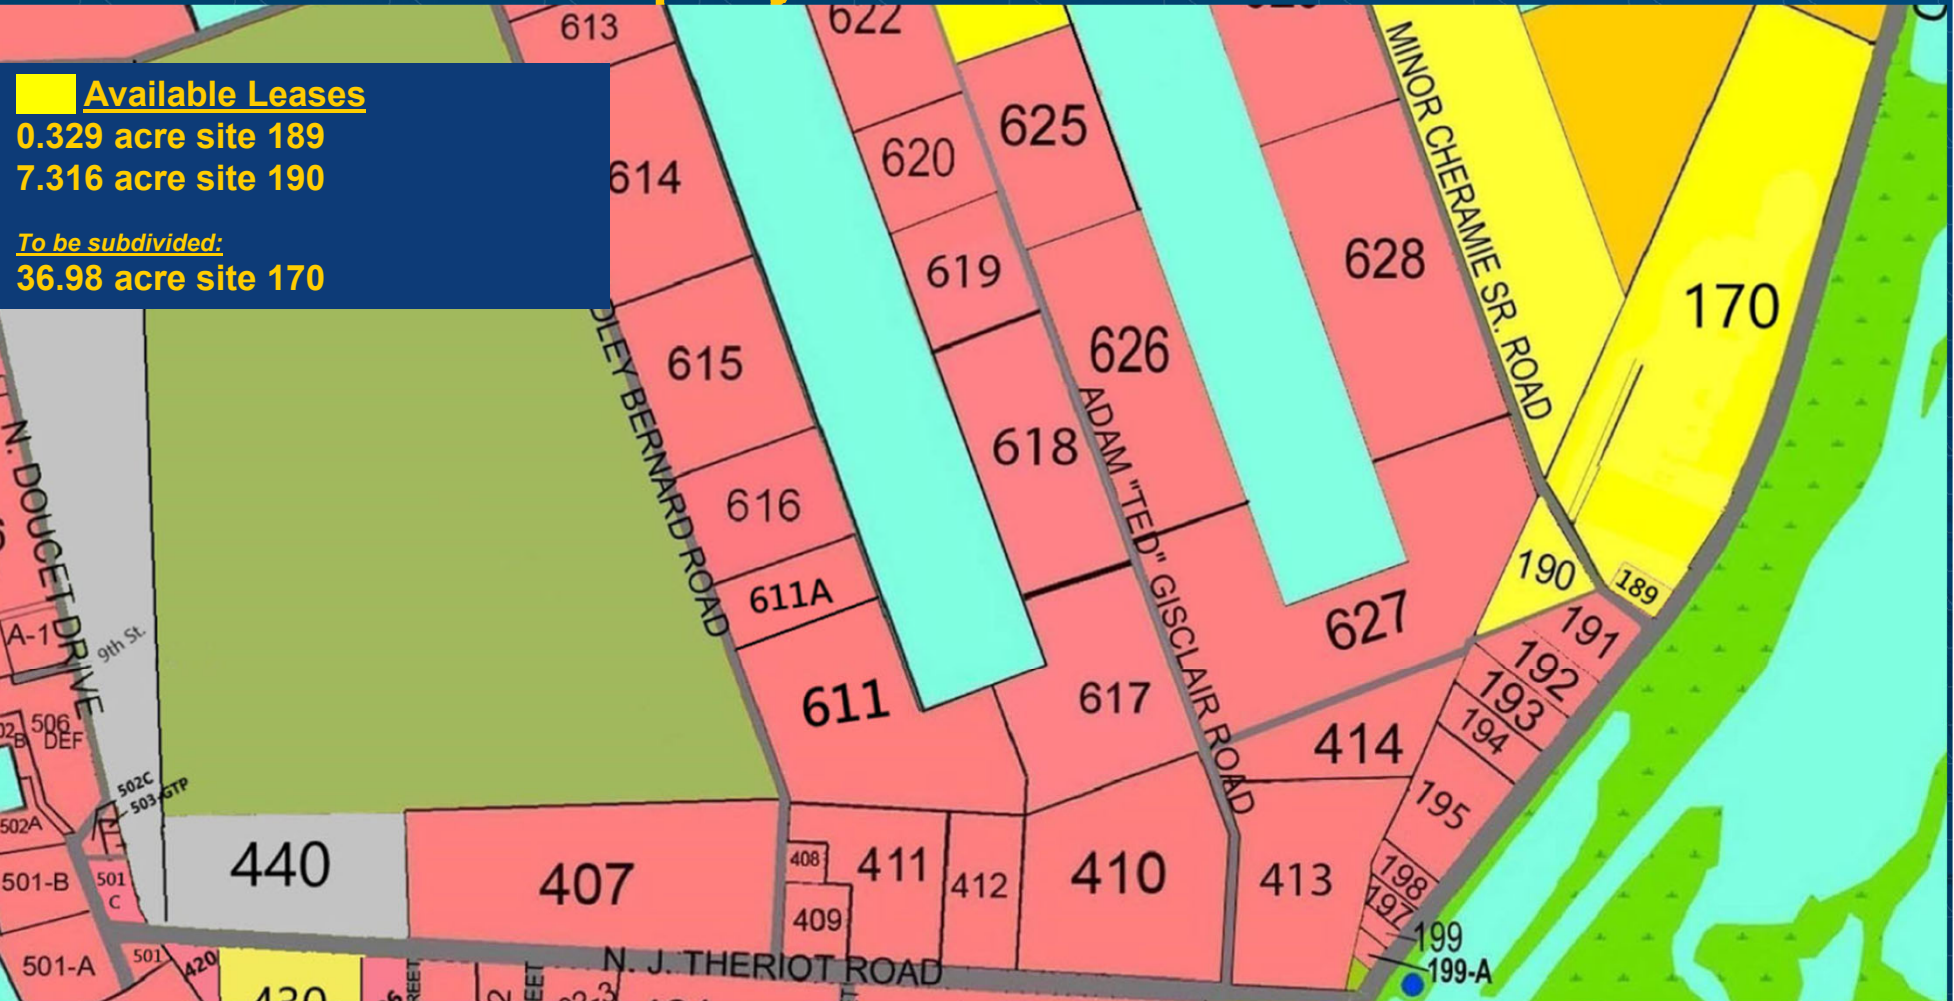 Available Leases
0.329 acre site 189
7.316 acre site 190
To be subdivided:
36.98 acre site 170
613
622
614
620
625
619
628
MINOR CHERAMIE SR. ROAD
170
615
626
618
616
611A
BERNARD ROAD
ADAM "TED" GISCLAIR ROAD
190
189
627
191
192
193
194
611
617
414
195
N. DOUCET DRIVE
9th St.
A-1
506
DEF
B
502C
503-GTP
502A
501-B
501
C
440
407
408
409
411
412
410
413
198
197
199
199-A
501-A
501
420
430
N. J. THERIOT ROAD